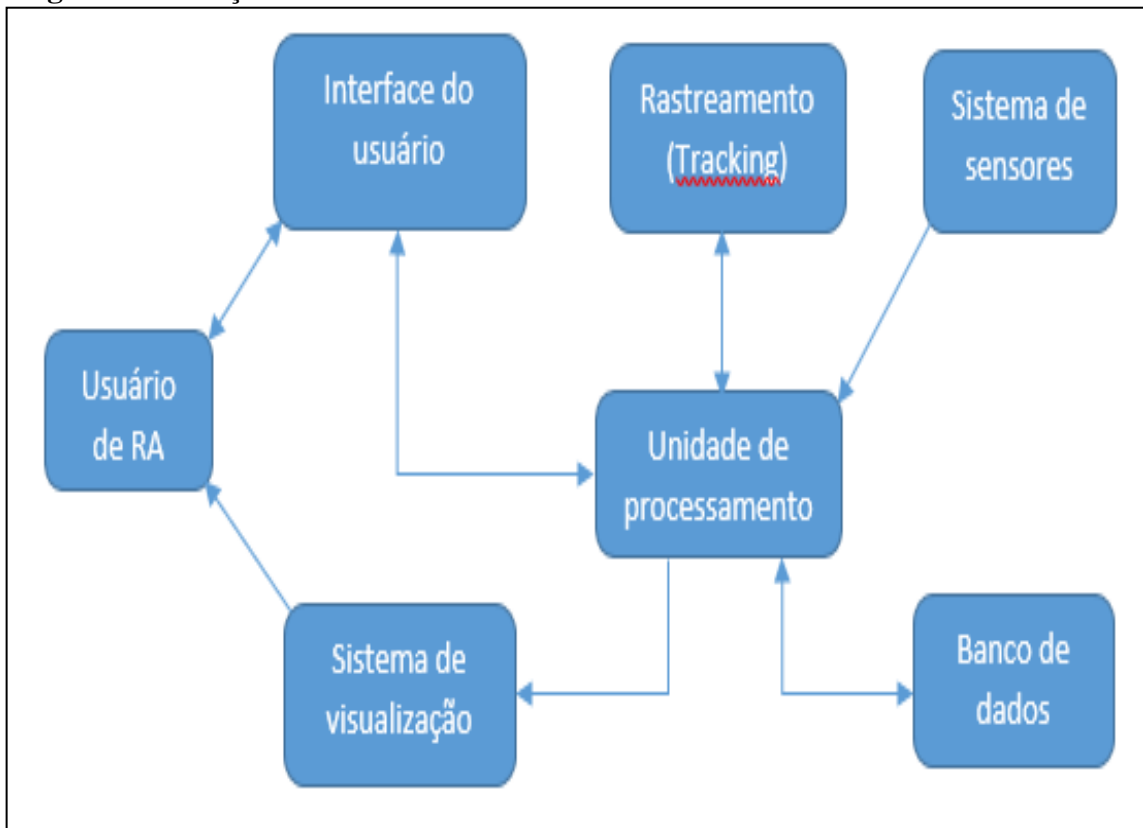 Interface do
usuário
Rastreamento
(Tracking)
Sistema de
sensores
Usuário
de RA
Unidade de
processamento
Sistema de
visualização
Banco de
dados